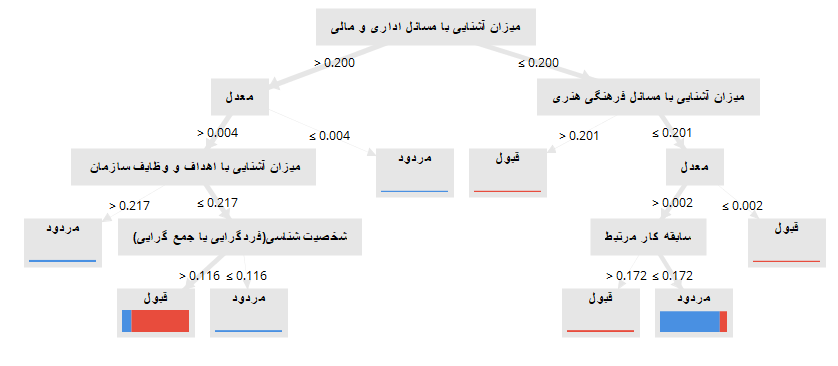 میزان آشنایی با مسائل اداری و مالی
> 0.200
≤ 0.200
معدل
میزان آشنایی با مسائل فرهنگی هنری
> 0.004
≤ 0.004
> 0.201
≤ 0.201
میزان آشنایی با اهداف و وظایف سازمان
مردود
قبول
معدل
> 0.217
≤ 0.217
> 0.002
≤ 0.002
مردود
شخصیت شناسی(فردگرایی یا جمع گرایی)
سابقه کار مرتبط
قبول
> 0.116
≤ 0.116
> 0.172
≤ 0.172
قبول
مردود
قبول
مردود